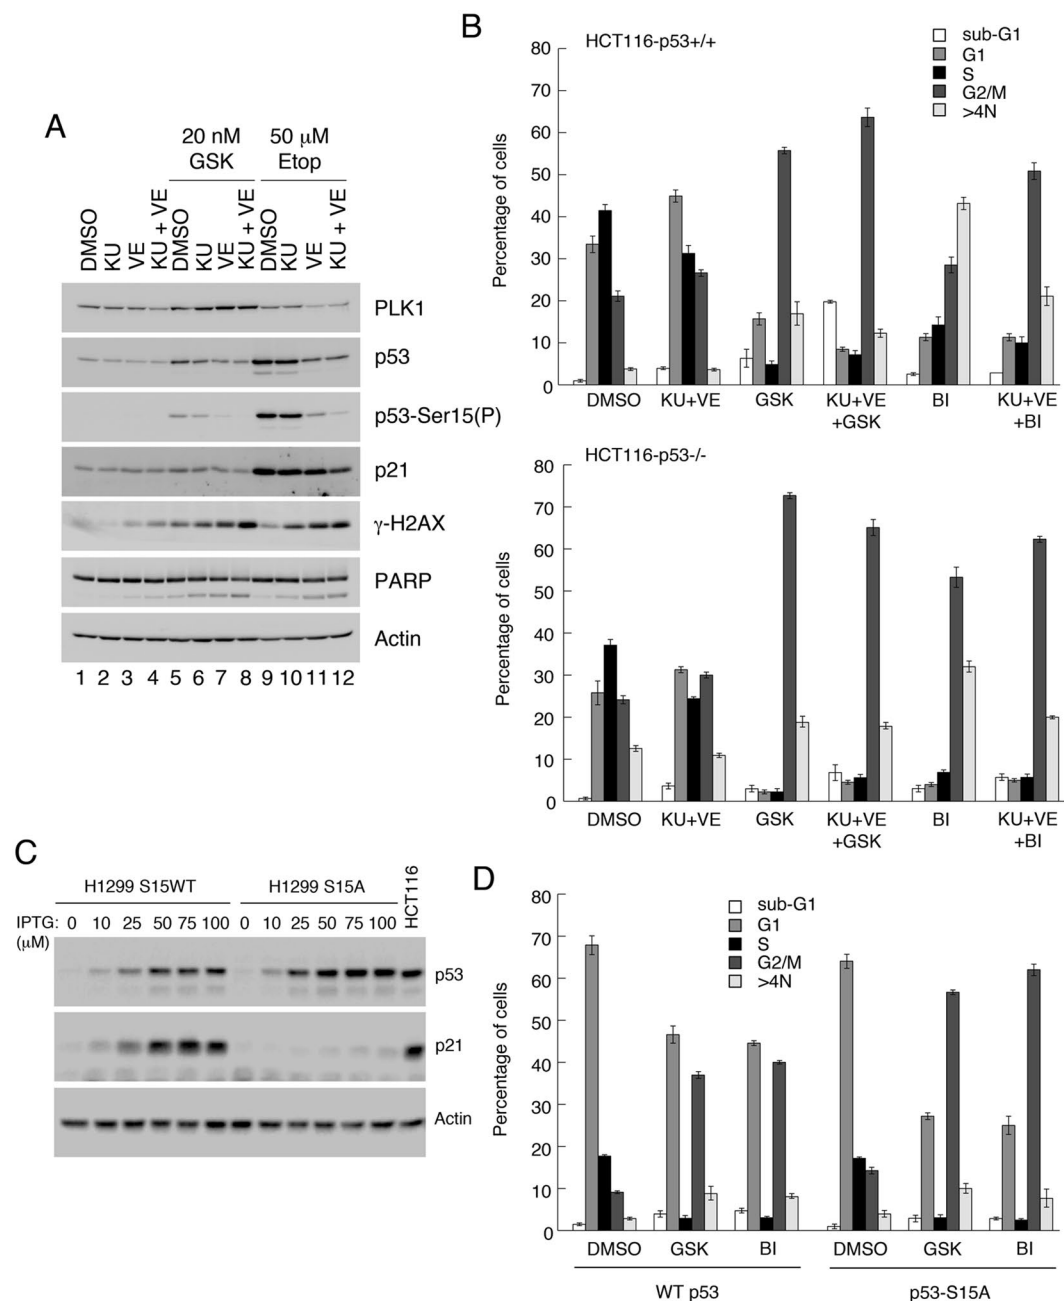 A
20 nM
GSK
50 μM
Etop
DMSO
KU
VE
KU + VE
DMSO
KU
VE
KU + VE
DMSO
KU
VE
KU + VE
PLK1
p53
p53-Ser15(P)
p21
γ-H2AX
PARP
Actin
1 2 3 4 5 6 7 8 9 10 11 12
B
HCT116-p53+/+
sub-G1
G1
S
G2/M
>4N
Percentage of cells
80
70
60
50
40
30
20
10
0
DMSO KU+VE GSK KU+VE BI KU+VE
+GSK +BI
HCT116-p53-/-
Percentage of cells
80
70
60
50
40
30
20
10
0
DMSO KU+VE GSK KU+VE BI KU+VE
+GSK +BI
C
H1299 S15WT H1299 S15A
HCT116
IPTG: 0 10 25 50 75 100 0 10 25 50 75 100
(μM)
p53
p21
Actin
D
sub-G1
G1
S
G2/M
>4N
Percentage of cells
80
70
60
50
40
30
20
10
0
DMSO GSK BI DMSO GSK BI
WT p53 p53-S15A